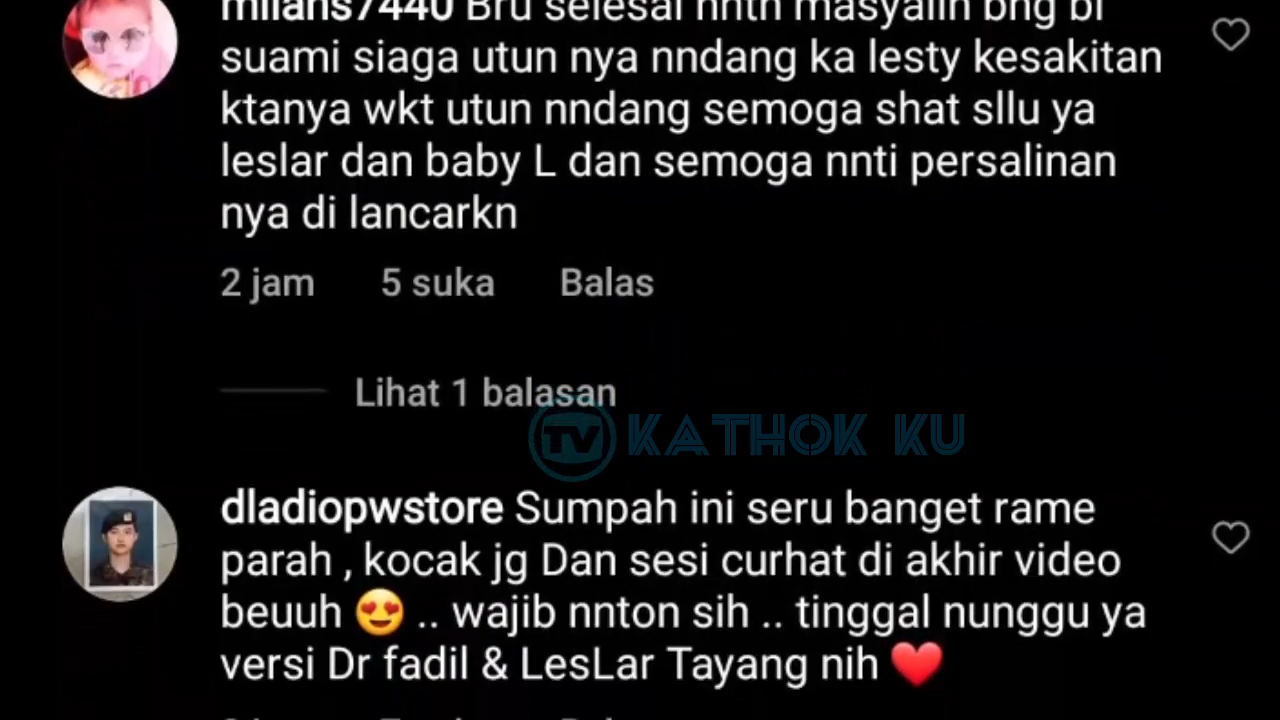 milans7440 Bru selesai nntn masyallh bng bi
suami siaga utun nya nndang ka lesty kesakitan
ktanya wkt utun nndang semoga shat sllu ya
leslar dan baby L dan semoga nnti persalinan
nya di lancarkn
2 jam 5 suka Balas
Lihat 1 balasan
TV KATHOK KU
dladiopwstore Sumpah ini seru banget rame
parah , kocak jg Dan sesi curhat di akhir video
beuuh 😍 .. wajib nnton sih .. tinggal nunggu ya
versi Dr fadil & LesLar Tayang nih ❤️